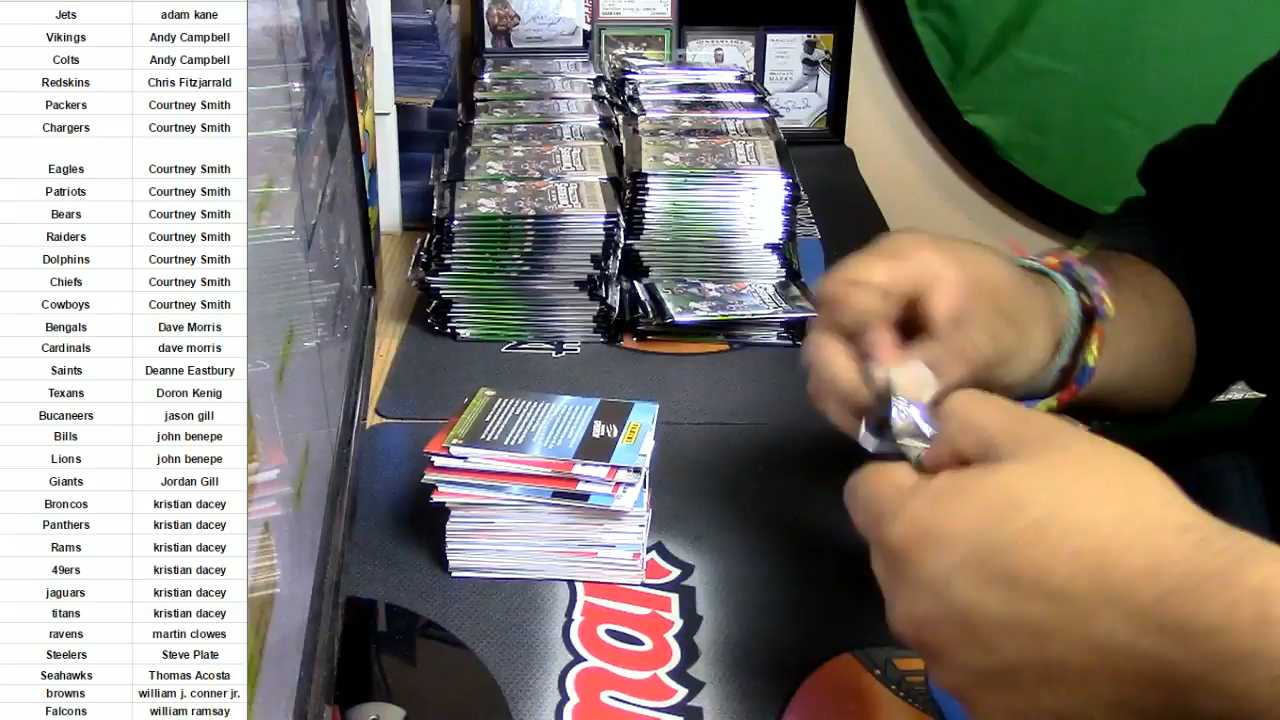 Jets adam kane
Vikings Andy Campbell
Colts Andy Campbell
Redskins Chris Fitzjarrald
Packers Courtney Smith
Chargers Courtney Smith
Eagles Courtney Smith
Patriots Courtney Smith
Bears Courtney Smith
Raiders Courtney Smith
Dolphins Courtney Smith
Chiefs Courtney Smith
Cowboys Courtney Smith
Bengals Dave Morris
Cardinals dave morris
Saints Deanne Eastbury
Texans Doron Kenig
Bucaneers jason gill
Bills john benepe
Lions john benepe
Giants Jordan Gill
Broncos kristian dacey
Panthers kristian dacey
Rams kristian dacey
49ers kristian dacey
jaguars kristian dacey
titans kristian dacey
ravens martin clowes
Steelers Steve Plate
Seahawks Thomas Acosta
browns william j. conner jr.
Falcons william ramsay
PANINI